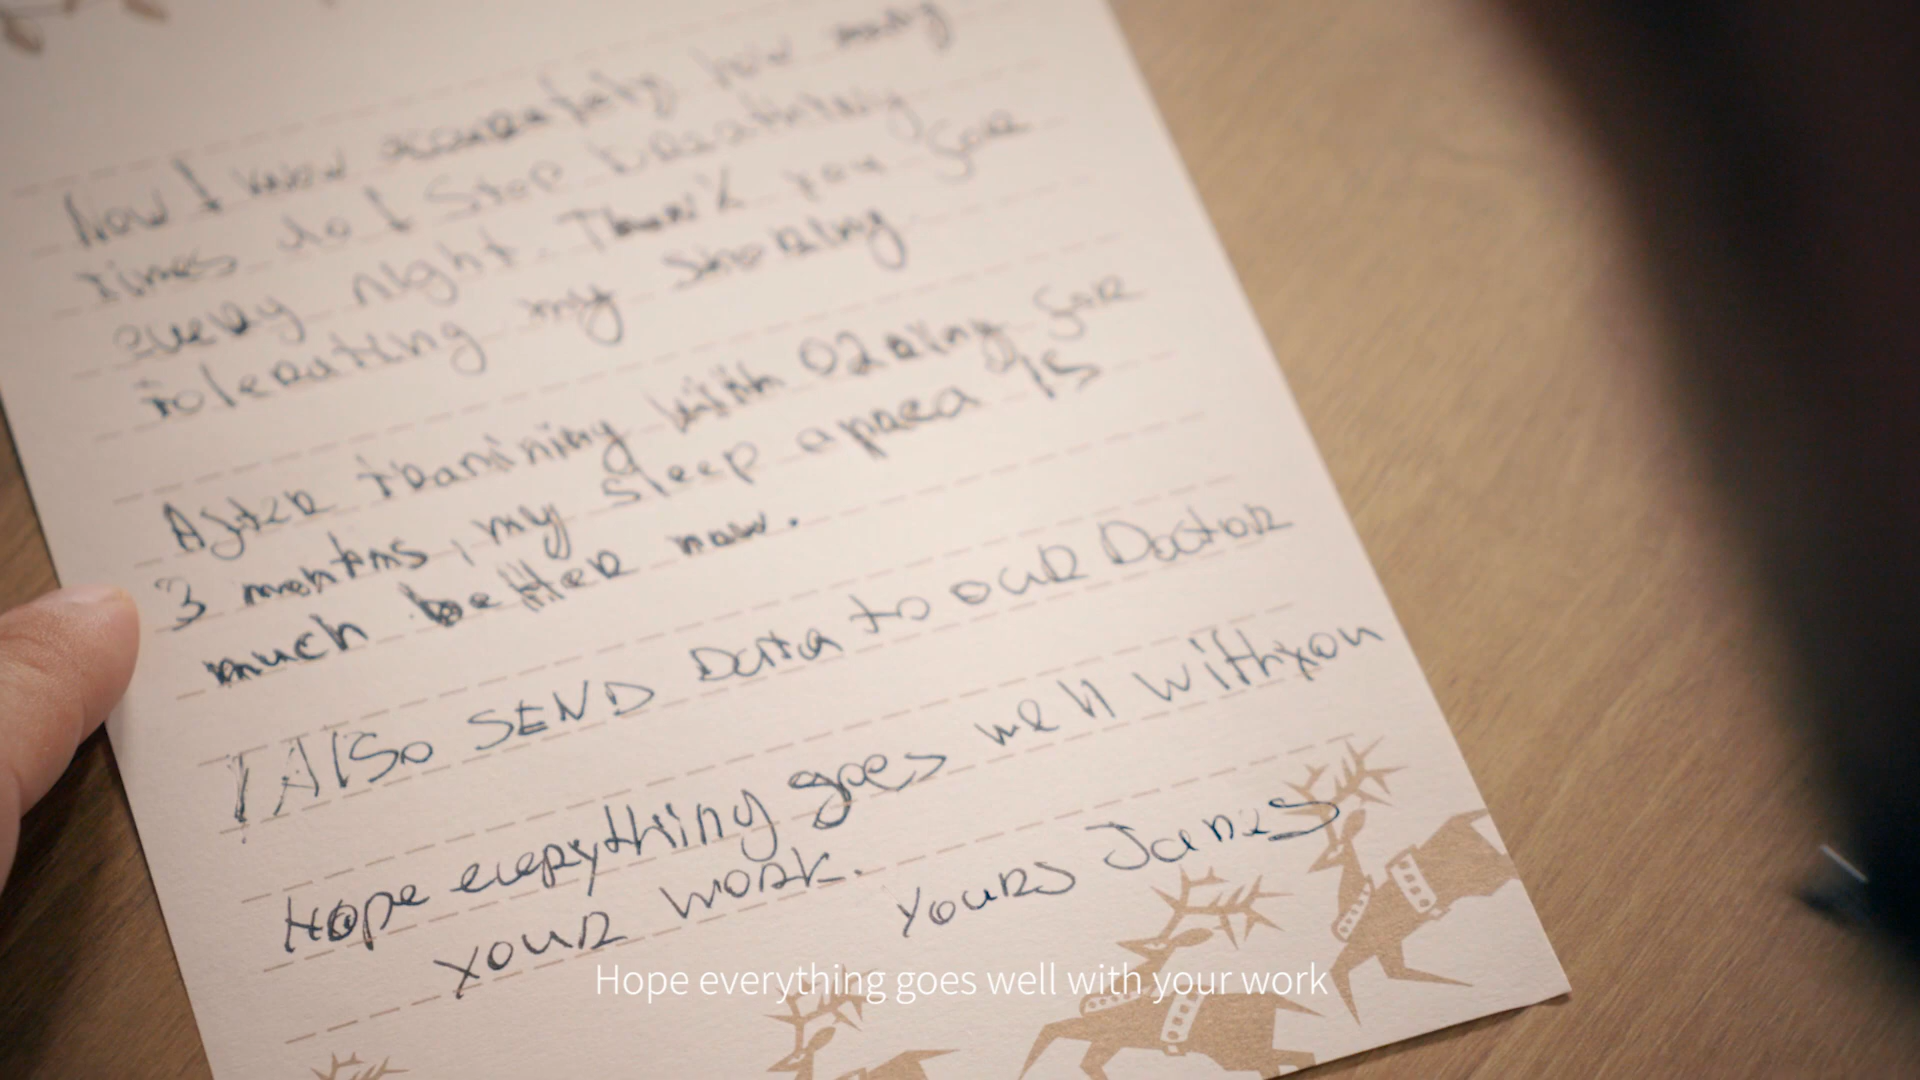 Now I know accurately how many
times do I stop breathing
every night. Thank you for
tolerating my snoring
After tranining with O2Ring for
3 months, my sleep apnea is
much better now.
I Also SEND Data to our Doctor
Hope everything goes well with you
your work.
Yours James
Hope everything goes well with your work